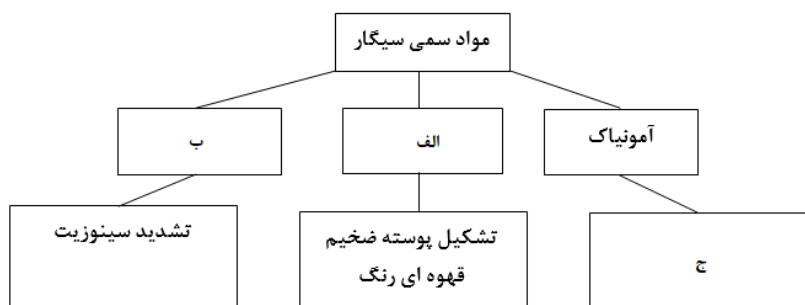 مواد سمی سیگار
آمونیاک
الف
ب
ج
تشکیل پوسته ضخیم
قهوه ای رنگ
تشدید سینوزیت